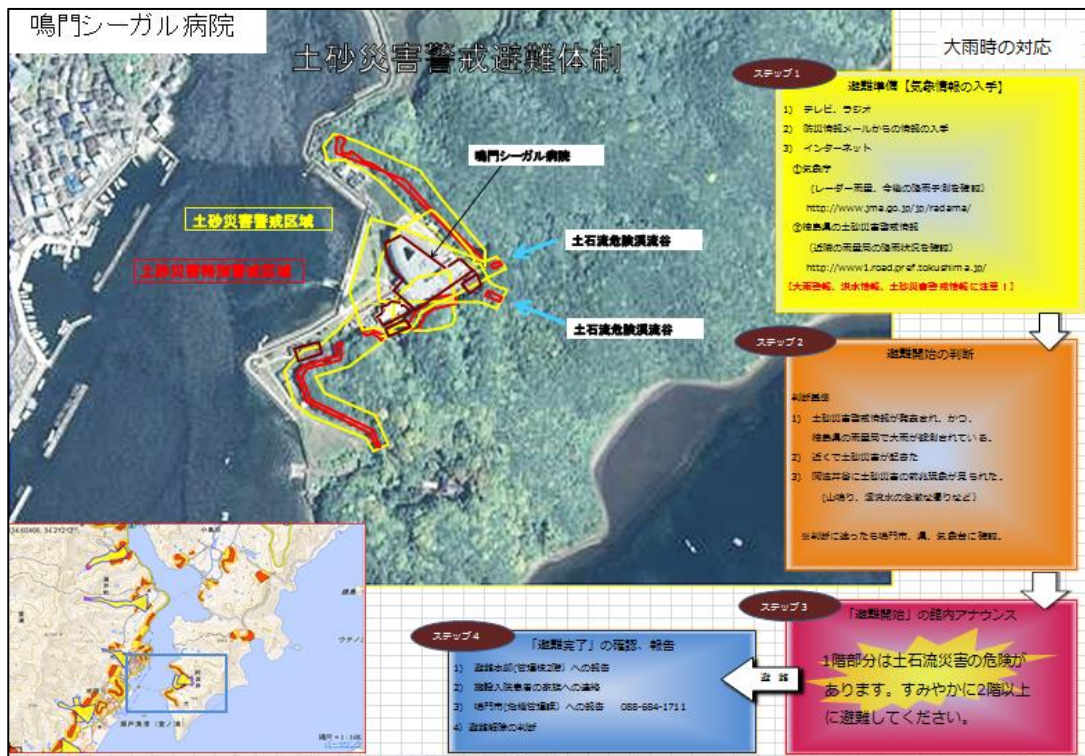 鳴門シーガル病院
土砂災害警戒避難体制
大雨時の対応
鳴門シーガル病院
土砂災害警戒区域
土砂災害特別警戒区域
土石流危険渓流谷
土石流危険渓流谷
ステップ1
避難準備【気象情報の入手】
1) テレビ、ラジオ
2) 防災情報メールからの情報の入手
3) インターネット
①気象庁
(レーダー雨量、今後の降雨予測を確認)
http://www.jma.go.jp/jp/radame/
②徳島県の土砂災害警戒情報
(近隣の雨量局の降雨状況を確認)
http://www1.road.pref.tokushima.jp/
【大雨警報、洪水情報、土砂災害警戒情報に注意!】
ステップ2
避難開始の判断
判断基準
1) 土砂災害警戒情報が発表され、かつ、
徳島県の雨量局で大雨が観測されている。
2) 近くで土砂災害が起きた
3) 阿波井谷に土砂災害の前兆現象が見られた。
(山鳴り、渓流水の急激な濁りなど)
※判断に迷ったら鳴門市、県、気象台に確認。
ステップ3
「避難開始」の館内アナウンス
1階部分は土石流災害の危険が
あります。すみやかに2階以上
に避難してください。
避難
ステップ4
「避難完了」の確認、報告
1) 避難本部(管理棟2階)への報告
2) 施設入院患者の家族への連絡
3) 鳴門市(危機管理課)への報告 088-684-1711
4) 避難解除の判断